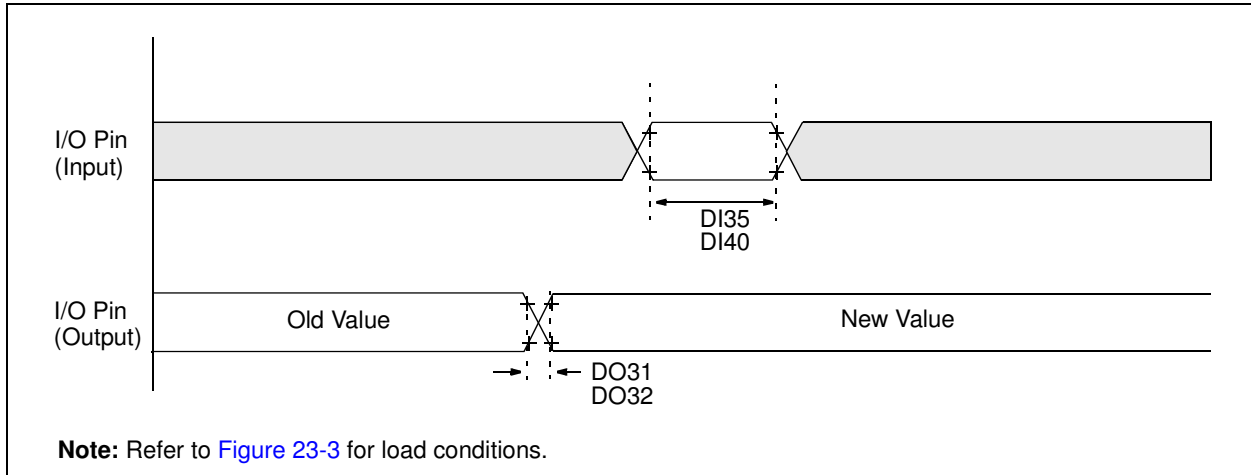 I/O Pin
(Input)
DI35
DI40
I/O Pin
(Output)
Old Value
New Value
DO31
DO32
Note: Refer to Figure 23-3 for load conditions.